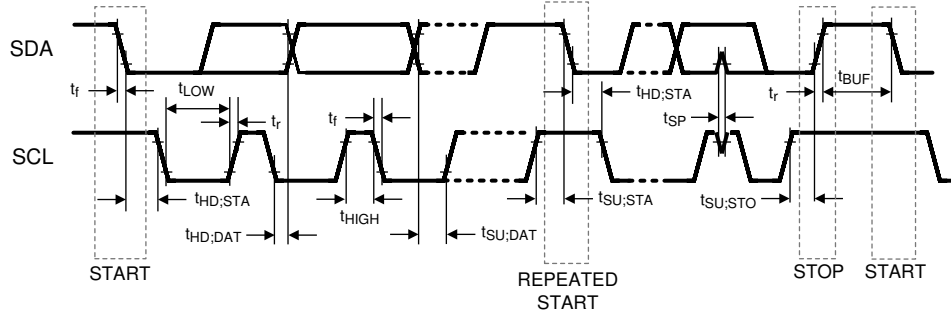 SDA
t_f
t_LOW
t_r
t_f
t_HD;STA
t_SP
t_r
t_BUF
SCL
t_HD;STA
t_HD;DAT
t_HIGH
t_SU;DAT
t_SU;STA
t_SU;STO
START
REPEATED
START
STOP
START